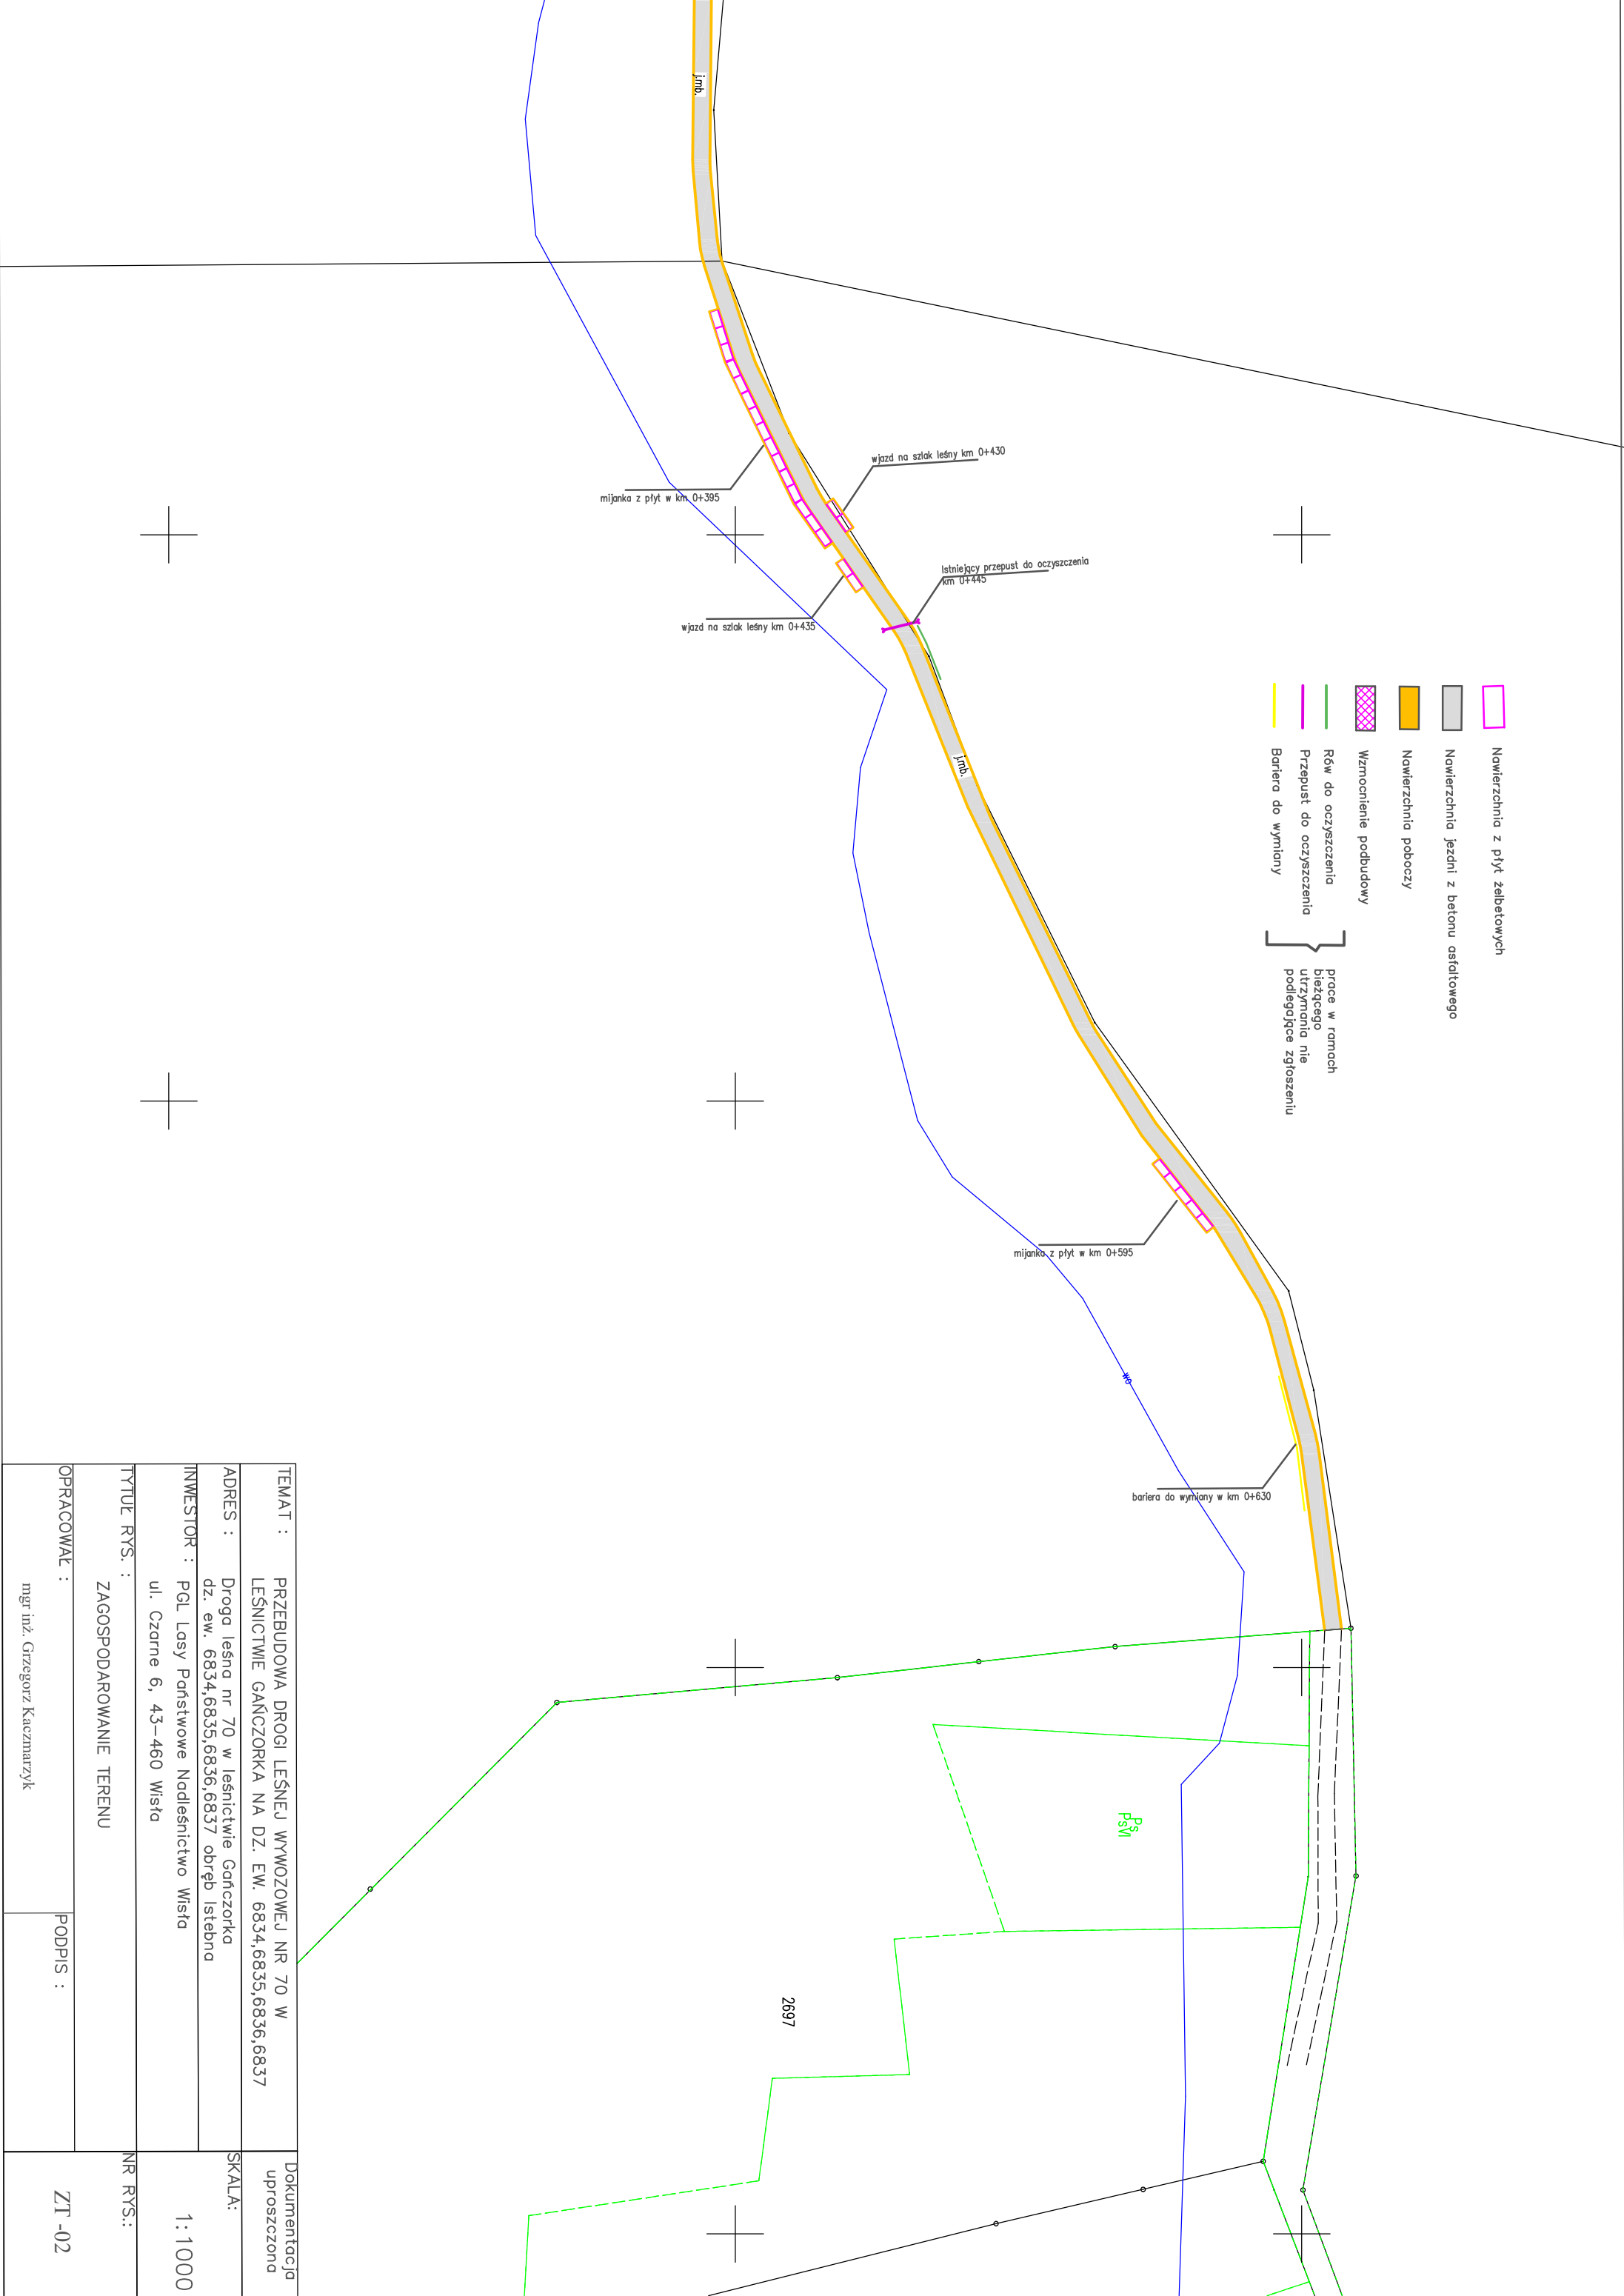 j.mb.
wjazd na szlak leśny km 0+430
mijanka z płyt w km 0+395
Istniejący przepust do oczyszczenia
km 0+445
wjazd na szlak leśny km 0+435
j.mb.
mijanka z płyt w km 0+595
wo
bariera do wymiany w km 0+630
Ps
PsVI
2697
Nawierzchnia z płyt żelbetowych
Nawierzchnia jezdni z betonu asfaltowego
Nawierzchnia poboczy
Wzmocnienie podbudowy
Rów do oczyszczenia
Przepust do oczyszczenia
Bariera do wymiany
prace w ramach
bieżącego
utrzymania nie
podlegające zgłoszeniu
TEMAT : PRZEBUDOWA DROGI LEŚNEJ WYWOZOWEJ NR 70 W
LEŚNICTWIE GAŃCZORKA NA DZ. EW. 6834,6835,6836,6837
Dokumentacja
uproszczona
ADRES : Droga leśna nr 70 w leśnictwie Gańczorka
dz. ew. 6834,6835,6836,6837 obręb Istebna
SKALA:
1:1000
INWESTOR : PGL Lasy Państwowe Nadleśnictwo Wisła
ul. Czarne 6, 43-460 Wisła
TYTUŁ RYS. :
ZAGOSPODAROWANIE TERENU
NR RYS.:
ZT -02
OPRACOWAŁ :
mgr inż. Grzegorz Kaczmarzyk
PODPIS :